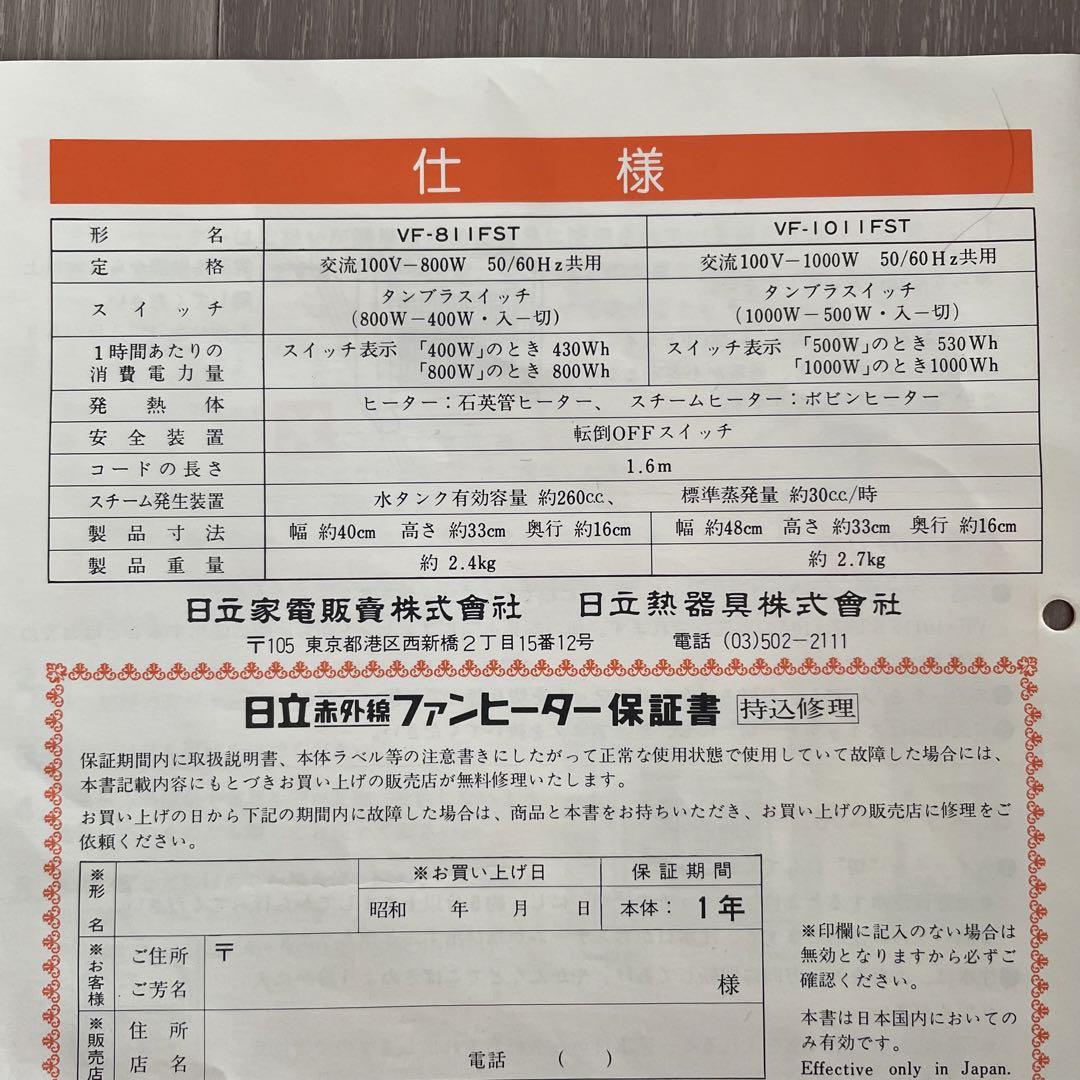 仕様
形名 VF-811FST VF-1011FST
定格 交流100V-800W 50/60Hz共用 交流100V-1000W 50/60Hz共用
スイッチ タンブラスイッチ タンブラスイッチ
(800W-400W・入-切) (1000W-500W・入-切)
1時間あたりの スイッチ表示 「400W」のとき 430Wh スイッチ表示 「500W」のとき 530Wh
消費電力量 「800W」のとき 800Wh 「1000W」のとき1000Wh
発熱体 ヒーター:石英管ヒーター、 スチームヒーター:ボビンヒーター
安全装置 転倒OFFスイッチ
コードの長さ 1.6m
スチーム発生装置 水タンク有効容量 約260c.c.、 標準蒸発量 約30c.c./時
製品寸法 幅 約40cm 高さ 約33cm 奥行 約16cm 幅 約48cm 高さ 約33cm 奥行 約16cm
製品重量 約 2.4kg 約 2.7kg
日立家電販賣株式會社 日立熱器具株式會社
〒105 東京都港区西新橋2丁目15番12号 電話 (03)502-2111
日立赤外線ファンヒーター保証書 持込修理
保証期間内に取扱説明書、本体ラベル等の注意書きにしたがって正常な使用状態で使用していて故障した場合には、
本書記載内容にもとづきお買い上げの販売店が無料修理いたします。
お買い上げの日から下記の期間内に故障した場合は、商品と本書をお持ちいただき、お買い上げの販売店に修理をご
依頼ください。
※形名 ※お買い上げ日 保証期間
昭和 年 月 日 本体:1年
※お客様 ご住所 〒
ご芳名 様
※販売店 住所
店名 電話 ( )
※印欄に記入のない場合は
無効となりますから必ずご
確認ください。
本書は日本国内においての
み有効です。
Effective only in Japan.